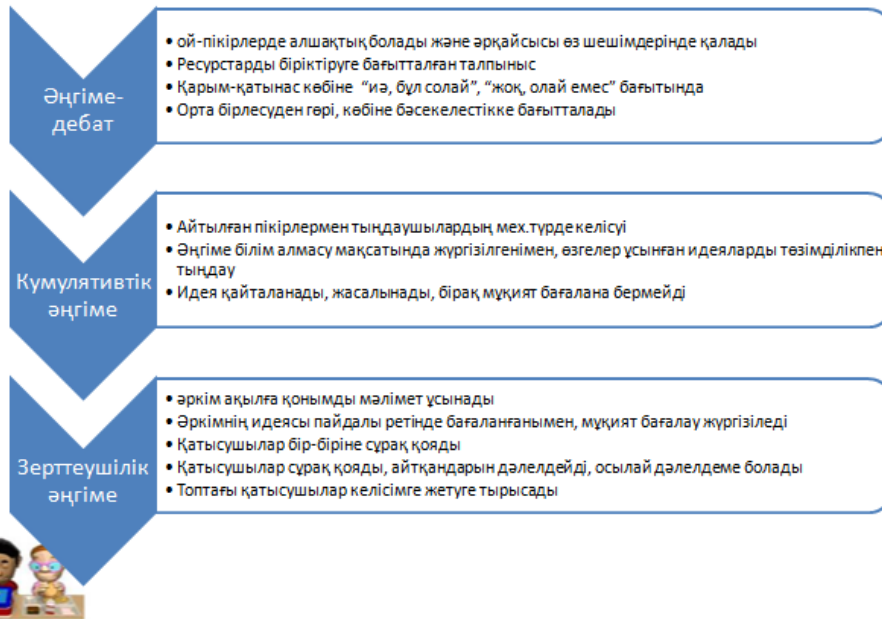 Әңгіме-
дебат
• ой-пікірлерде алшақтық болады және әрқайсысы өз шешімдерінде қалады
• Ресурстарды біріктіруге бағытталған талпыныс
• Қарым-қатынас көбіне “иә, бұл солай”, “жоқ, олай емес” бағытында
• Орта бірлесуден гөрі, көбіне бәсекелестікке бағытталады
Кумулятивтік
әңгіме
• Айтылған пікірлермен тыңдаушылардың мех.түрде келісуі
• Әңгіме білім алмасу мақсатында жүргізілгенімен, өзгелер ұсынған идеяларды төзімділікпен
тыңдау
• Идея қайталанады, жасалынады, бірақ мұқият бағалана бермейді
Зерттеушілік
әңгіме
• әркім ақылға қонымды мәлімет ұсынады
• Әркімнің идеясы пайдалы ретінде бағаланғанымен, мұқият бағалау жүргізіледі
• Қатысушылар бір-біріне сұрақ қояды
• Қатысушылар сұрақ қояды, айтқандарын дәлелдейді, осылай дәлелдеме болады
• Топтағы қатысушылар келісімге жетуге тырысады